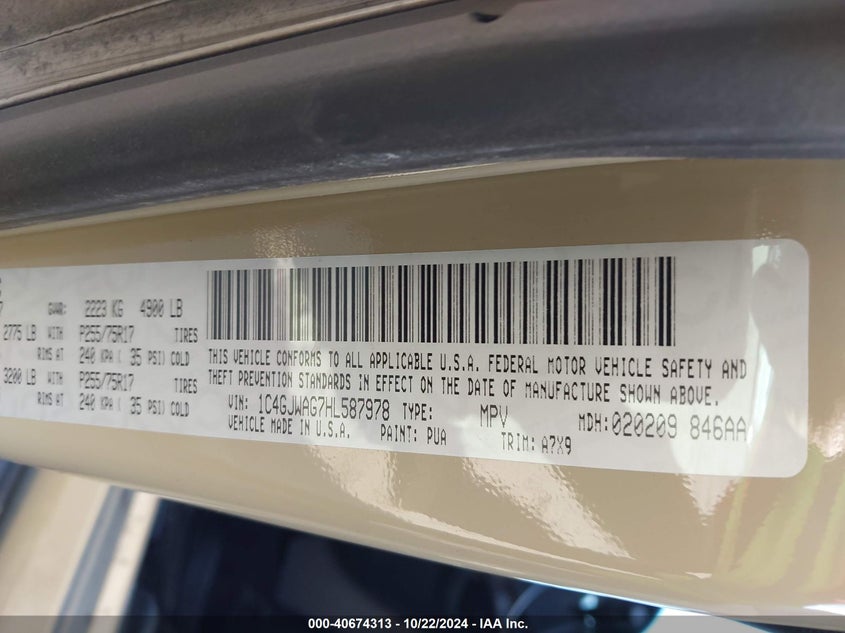 GVWR: 2223 KG 4900 LB
2775 LB WITH P255/75R17 TIRES
RIMS AT 240 KPA ( 35 PSI) COLD
3200 LB WITH P255/75R17 TIRES
RIMS AT 240 KPA ( 35 PSI) COLD
THIS VEHICLE CONFORMS TO ALL APPLICABLE U.S.A. FEDERAL MOTOR VEHICLE SAFETY AND
THEFT PREVENTION STANDARDS IN EFFECT ON THE DATE OF MANUFACTURE SHOWN ABOVE.
VIN: 1C4GJWAG7HL587978 TYPE: MPV MDH: 020209 846AA
VEHICLE MADE IN U.S.A. PAINT: PUA TRIM: A7X9
000-40674313 - 10/22/2024 - IAA Inc.